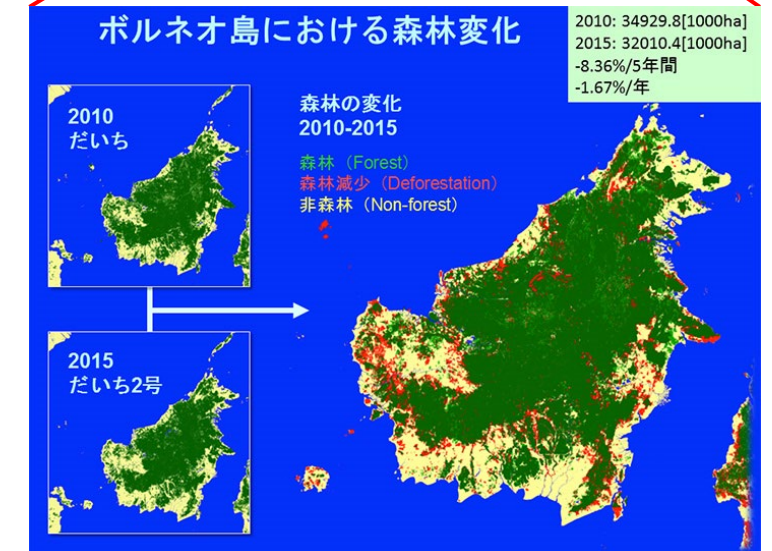 ボルネオ島における森林変化
2010: 34929.8[1000ha]
2015: 32010.4[1000ha]
-8.36%/5年間
-1.67%/年
2010
だいち
森林の変化
2010-2015
森林（Forest）
森林減少（Deforestation）
非森林（Non-forest）
2015
だいち2号